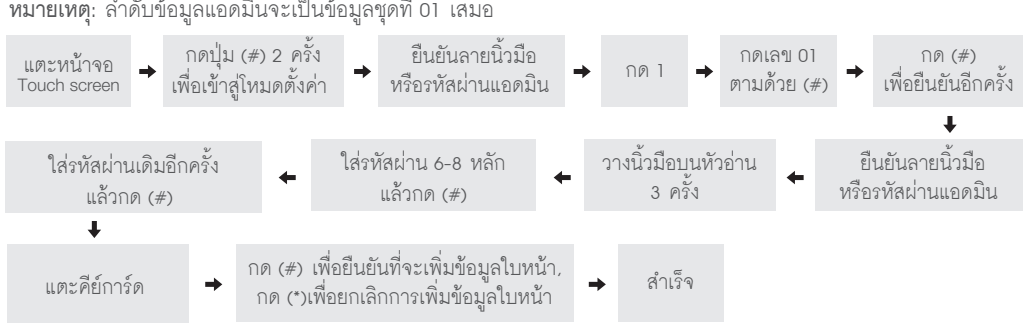 หมายเหตุ: ลำดับข้อมูลแอดมินจะเป็นข้อมูลชุดที่ 01 เสมอ
แตะหน้าจอ
Touch screen
กดปุ่ม (#) 2 ครั้ง
เพื่อเข้าสู่โหมดตั้งค่า
ยืนยันลายนิ้วมือ
หรือรหัสผ่านแอดมิน
กด 1
กดเลข 01
ตามด้วย (#)
กด (#)
เพื่อยืนยันอีกครั้ง
ยืนยันลายนิ้วมือ
หรือรหัสผ่านแอดมิน
วางนิ้วมือบนหัวอ่าน
3 ครั้ง
ใส่รหัสผ่าน 6-8 หลัก
แล้วกด (#)
ใส่รหัสผ่านเดิมอีกครั้ง
แล้วกด (#)
แตะคีย์การ์ด
กด (#) เพื่อยืนยันที่จะเพิ่มข้อมูลใบหน้า,
กด (*)เพื่อยกเลิกการเพิ่มข้อมูลใบหน้า
สำเร็จ